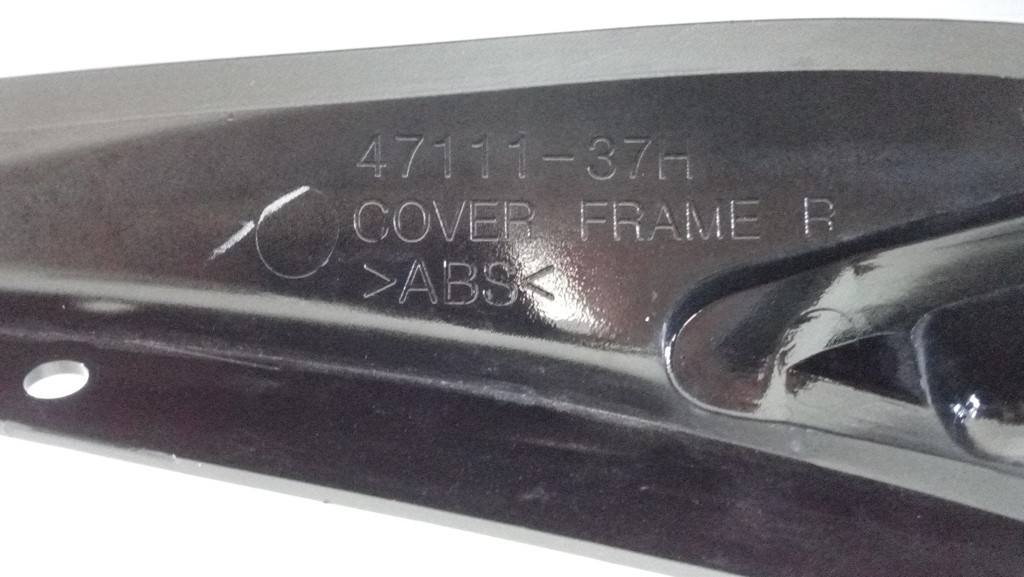 47111-37H
COVER FRAME R
>ABS<